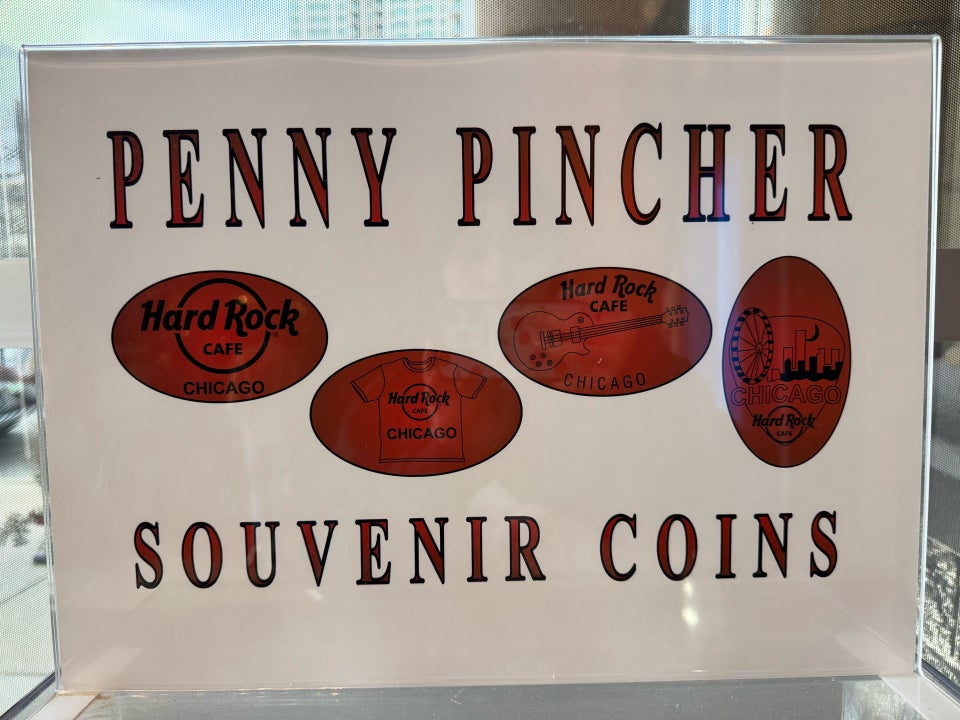 PENNY PINCHER
Hard Rock
CAFE
CHICAGO
Hard Rock
CAFE
CHICAGO
Hard Rock
CAFE
CHICAGO
CHICAGO
Hard Rock
CAFE
SOUVENIR COINS